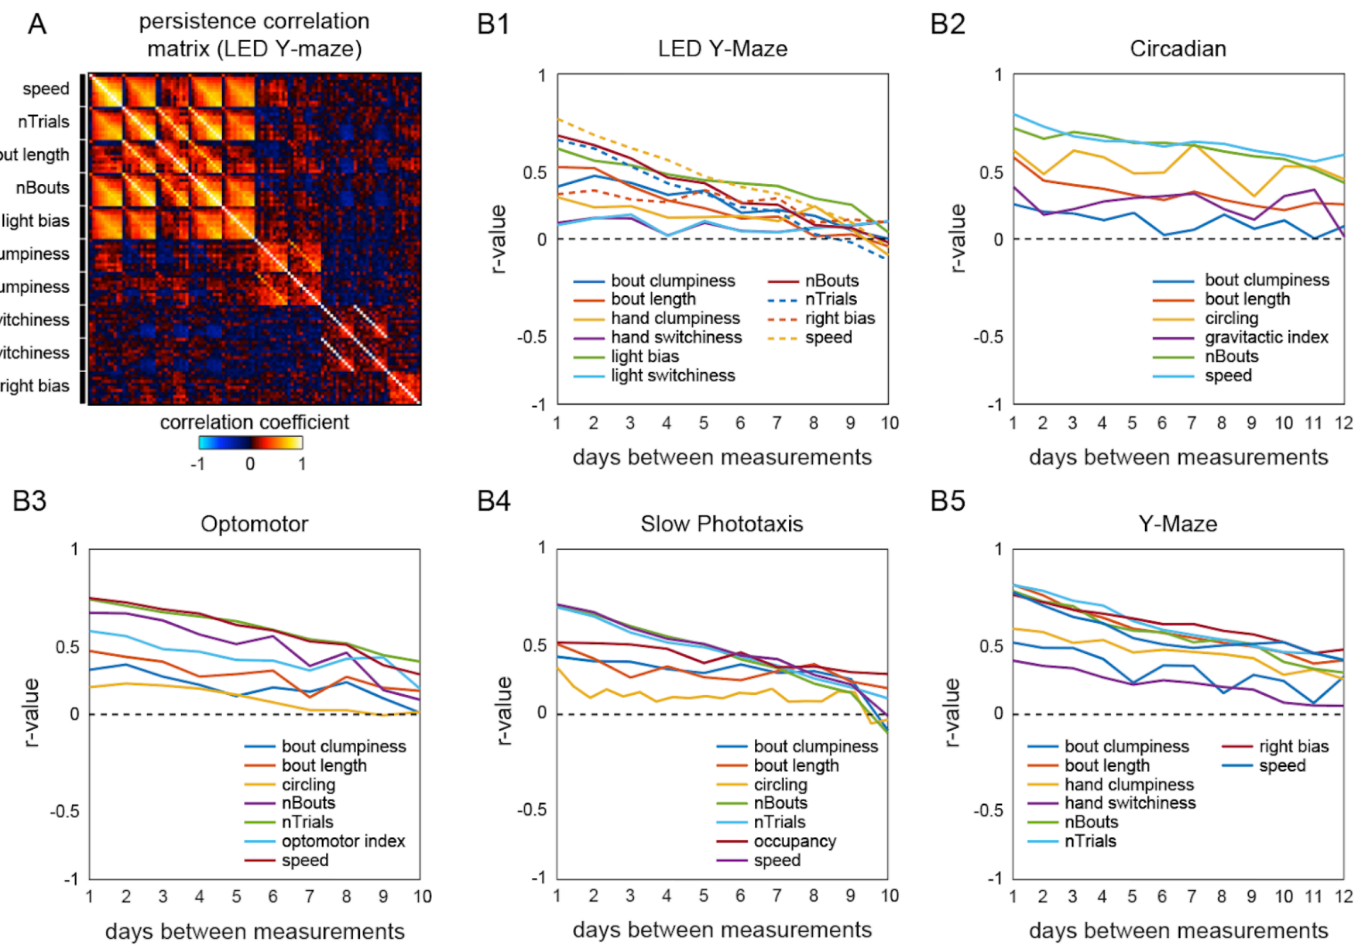 A
persistence correlation
matrix (LED Y-maze)
speed
nTrials
out length
nBouts
light bias
umpiness
umpiness
vitchiness
vitchiness
right bias
correlation coefficient
-1 0 1
B1
LED Y-Maze
r-value
1
0.5
0
-0.5
-1
bout clumpiness
bout length
hand clumpiness
hand switchiness
light bias
light switchiness
nBouts
nTrials
right bias
speed
1 2 3 4 5 6 7 8 9 10
days between measurements
B2
Circadian
r-value
1
0.5
0
-0.5
-1
bout clumpiness
bout length
circling
gravitactic index
nBouts
speed
1 2 3 4 5 6 7 8 9 10 11 12
days between measurements
B3
Optomotor
r-value
1
0.5
0
-0.5
-1
bout clumpiness
bout length
circling
nBouts
nTrials
optomotor index
speed
1 2 3 4 5 6 7 8 9 10
days between measurements
B4
Slow Phototaxis
r-value
1
0.5
0
-0.5
-1
bout clumpiness
bout length
circling
nBouts
nTrials
occupancy
speed
1 2 3 4 5 6 7 8 9 10
days between measurements
B5
Y-Maze
r-value
1
0.5
0
-0.5
-1
bout clumpiness
bout length
hand clumpiness
hand switchiness
nBouts
nTrials
right bias
speed
1 2 3 4 5 6 7 8 9 10 11 12
days between measurements